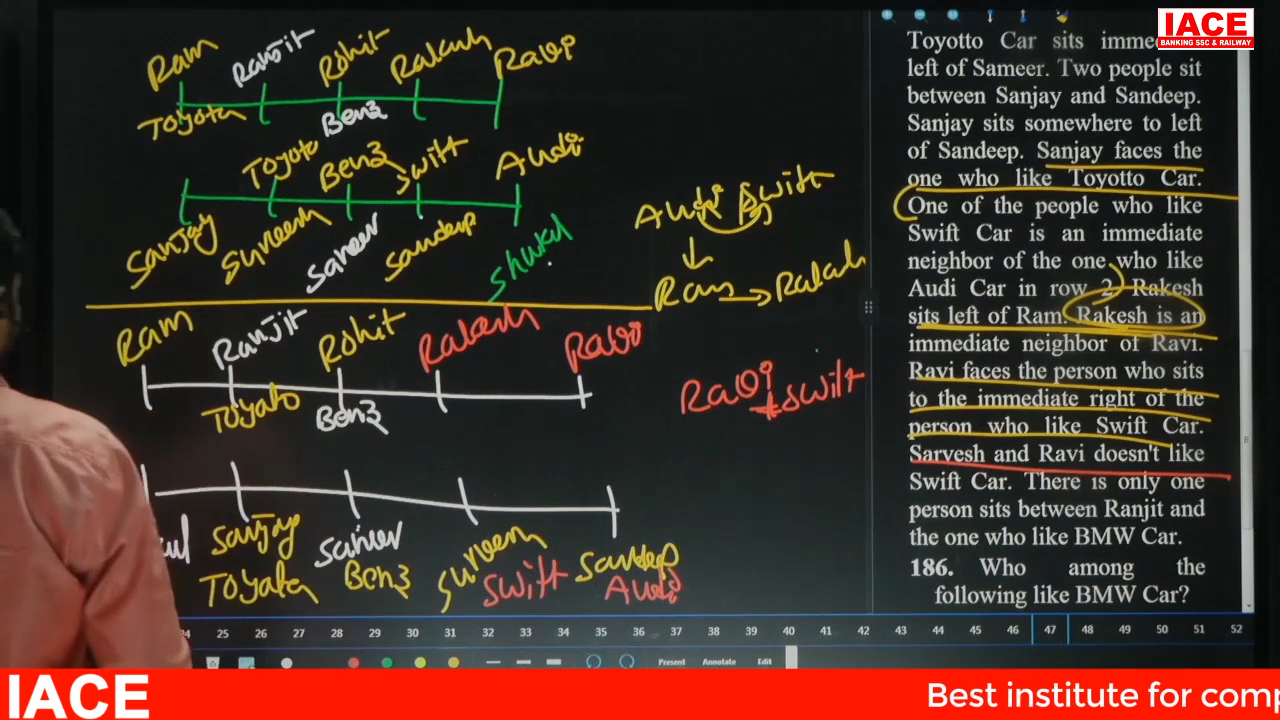 Ram Ranjit Rohit Rakesh Ravi
Toyota Benz
Toyoto Benz Swift Audi
Sanjay Suneem Sameer Sandeep Shukul
Audi Swift
Ram Rakesh
Ram Ranjit Rohit Rakesh Ravi
Toyato Benz
Ravi Swift
Sanjay Sameer Suneem Sandeep
Toyata Benz Swift Audi
IACE
BANKING SSC & RAILWAY
Toyotto Car sits
left of Sameer. Two people sit
between Sanjay and Sandeep.
Sanjay sits somewhere to left
of Sandeep. Sanjay faces the
one who like Toyotto Car.
One of the people who like
Swift Car is an immediate
neighbor of the one who like
Audi Car in row 2. Rakesh
sits left of Ram. Rakesh is an
immediate neighbor of Ravi.
Ravi faces the person who sits
to the immediate right of the
person who like Swift Car.
Sarvesh and Ravi doesn't like
Swift Car. There is only one
person sits between Ranjit and
the one who like BMW Car.
186. Who among the
following like BMW Car?
25 26 27 28 29 30 31 32 33 34 35 36 37 38 39 40 41 42 43 44 45 46 47 48 49 50 51 52
Present Annotate Edit
IACE
Best institute for comp